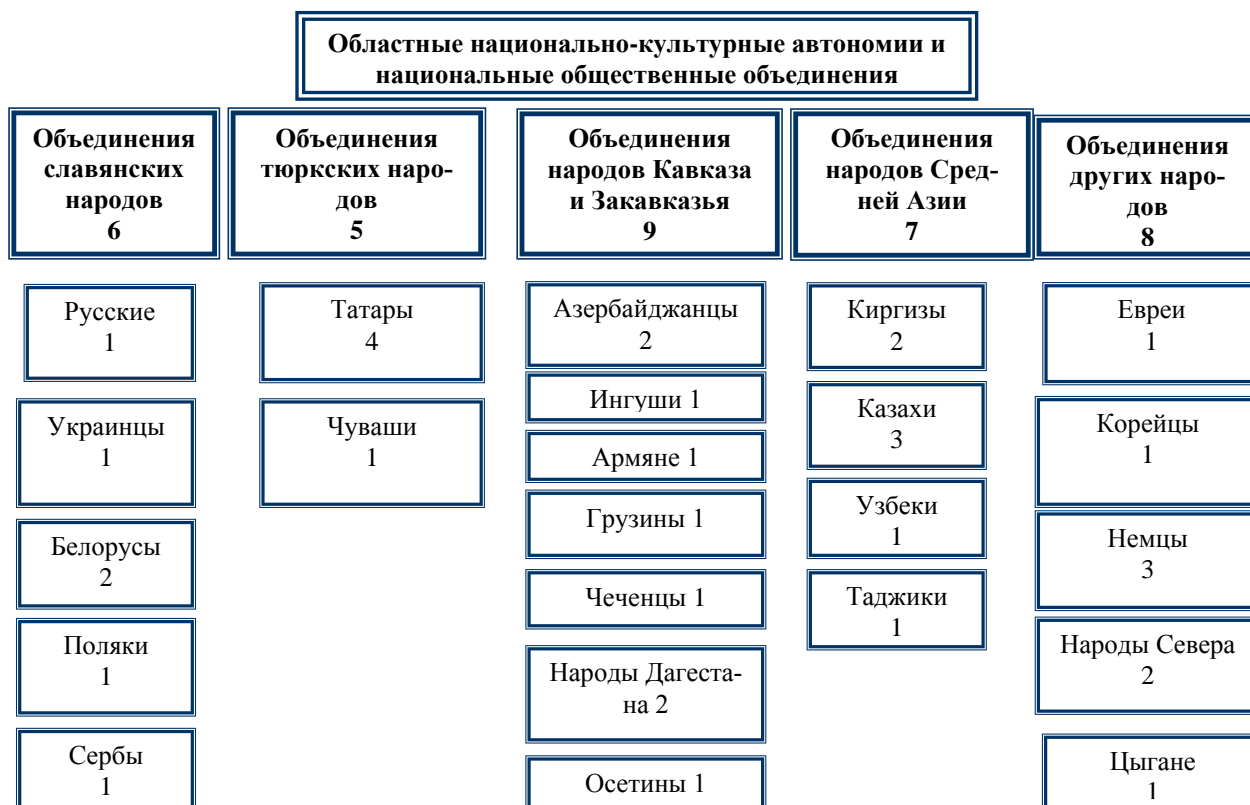 Областные национально-культурные автономии и
национальные общественные объединения
Объединения
славянских
народов
6
Объединения
тюркских наро-
дов
5
Объединения
народов Кавказа
и Закавказья
9
Объединения
народов Сред-
ней Азии
7
Объединения
других наро-
дов
8
Русские
1
Украинцы
1
Белорусы
2
Поляки
1
Сербы
1
Татары
4
Чуваши
1
Азербайджанцы
2
Ингуши 1
Армяне 1
Грузины 1
Чеченцы 1
Народы Дагеста-
на 2
Осетины 1
Киргизы
2
Казахи
3
Узбеки
1
Таджики
1
Евреи
1
Корейцы
1
Немцы
3
Народы Севера
2
Цыгане
1